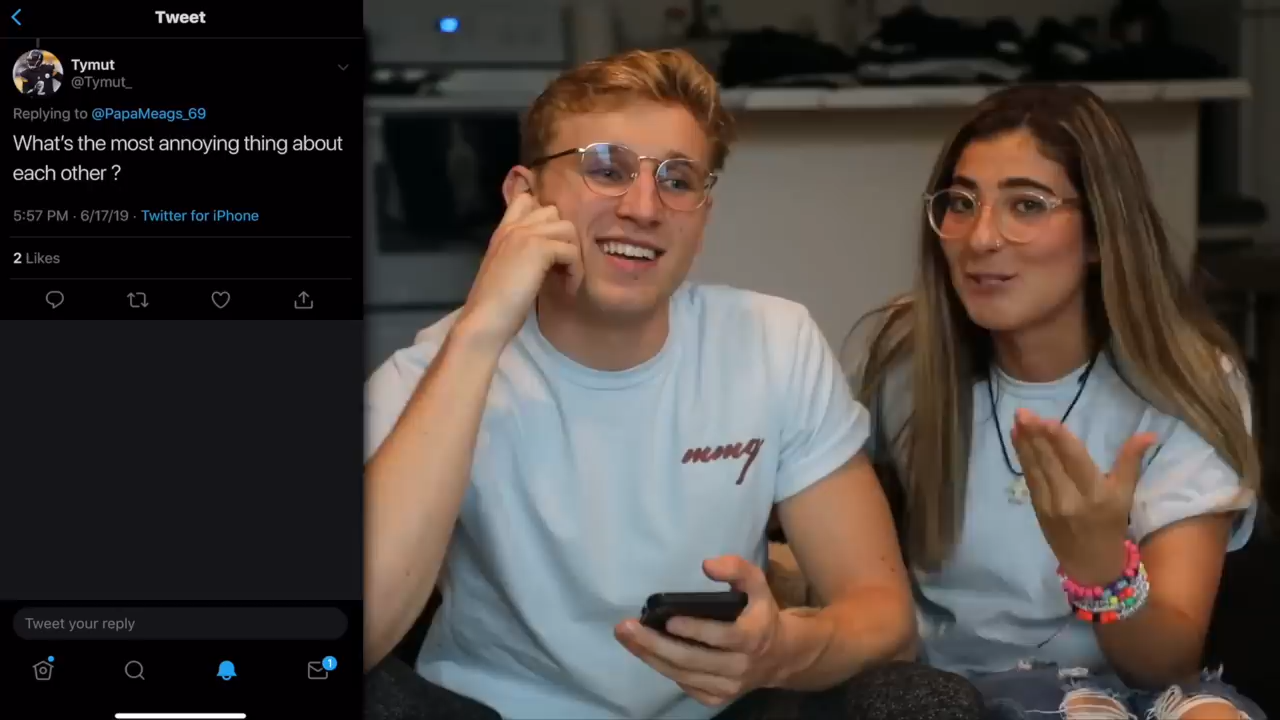 Tweet
Tymut
@Tymut_
Replying to @PapaMeags_69
What's the most annoying thing about
each other ?
5:57 PM · 6/17/19 · Twitter for iPhone
2 Likes
Tweet your reply
1
mmg